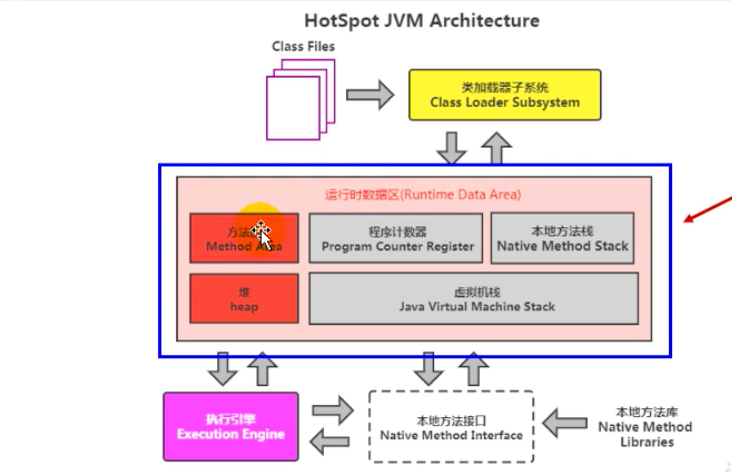 HotSpot JVM Architecture
Class Files
类加载器子系统
Class Loader Subsystem
运行时数据区(Runtime Data Area)
方法
Method Area
程序计数器
Program Counter Register
本地方法栈
Native Method Stack
堆
heap
虚拟机栈
Java Virtual Machine Stack
执行引擎
Execution Engine
本地方法接口
Native Method Interface
本地方法库
Native Method
Libraries